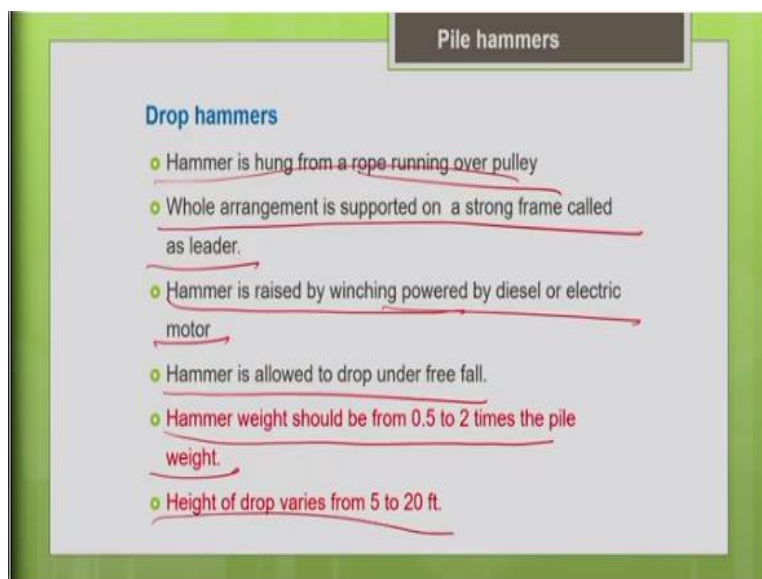 Pile hammers
Drop hammers
Hammer is hung from a rope running over pulley
Whole arrangement is supported on a strong frame called
as leader.
Hammer is raised by winching powered by diesel or electric
motor
Hammer is allowed to drop under free fall.
Hammer weight should be from 0.5 to 2 times the pile
weight.
Height of drop varies from 5 to 20 ft.